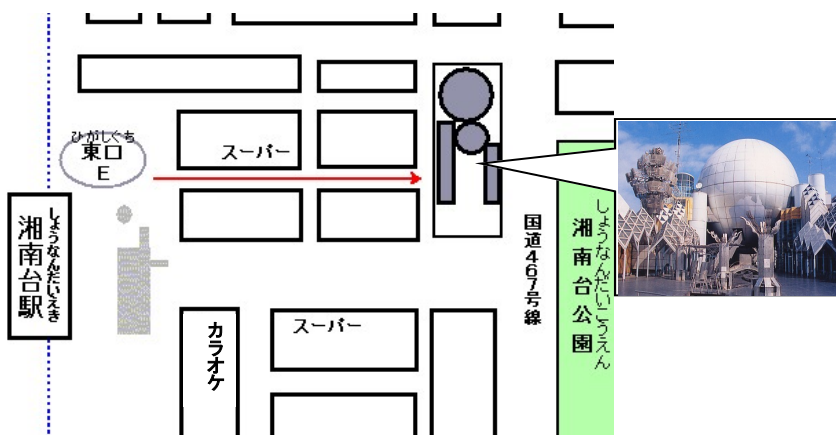 ひがしぐち
東口
E
スーパー
湘南台駅
しょうなんだいえき
カラオケ
スーパー
国道467号線
湘南台公園
しょうなんだいこうえん